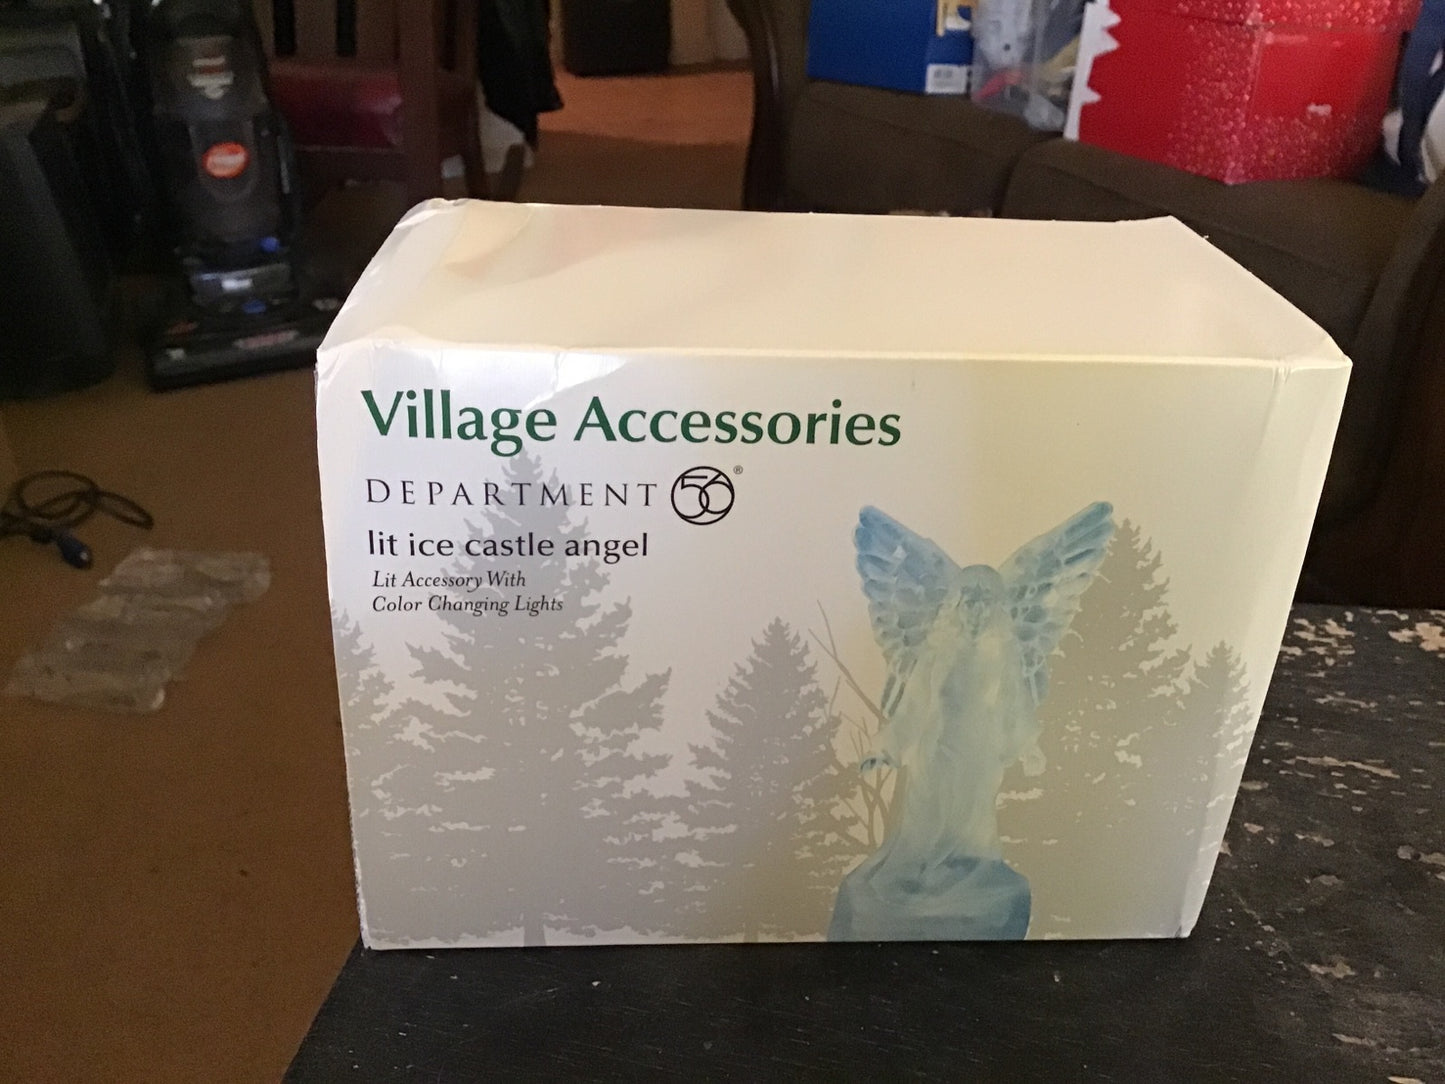 Village Accessories
DEPARTMENT 56®
lit ice castle angel
Lit Accessory With
Color Changing Lights